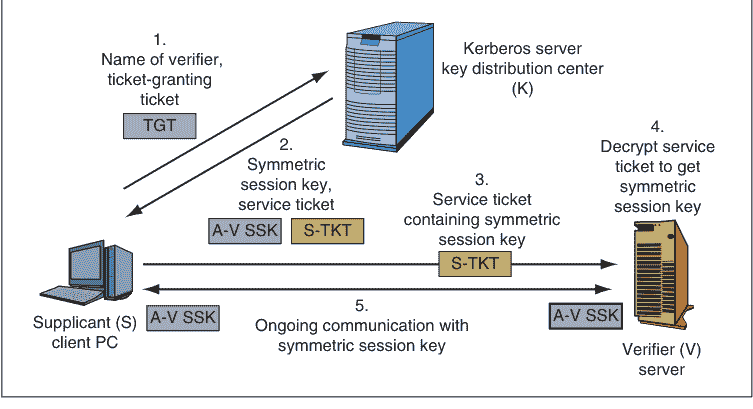 1.
Name of verifier,
ticket-granting
ticket
TGT
Kerberos server
key distribution center
(K)
2.
Symmetric
session key,
service ticket
A-V SSK
S-TKT
3.
Service ticket
containing symmetric
session key
S-TKT
4.
Decrypt service
ticket to get
symmetric
session key
Supplicant (S)
client PC
A-V SSK
5.
Ongoing communication with
symmetric session key
A-V SSK
Verifier (V)
server